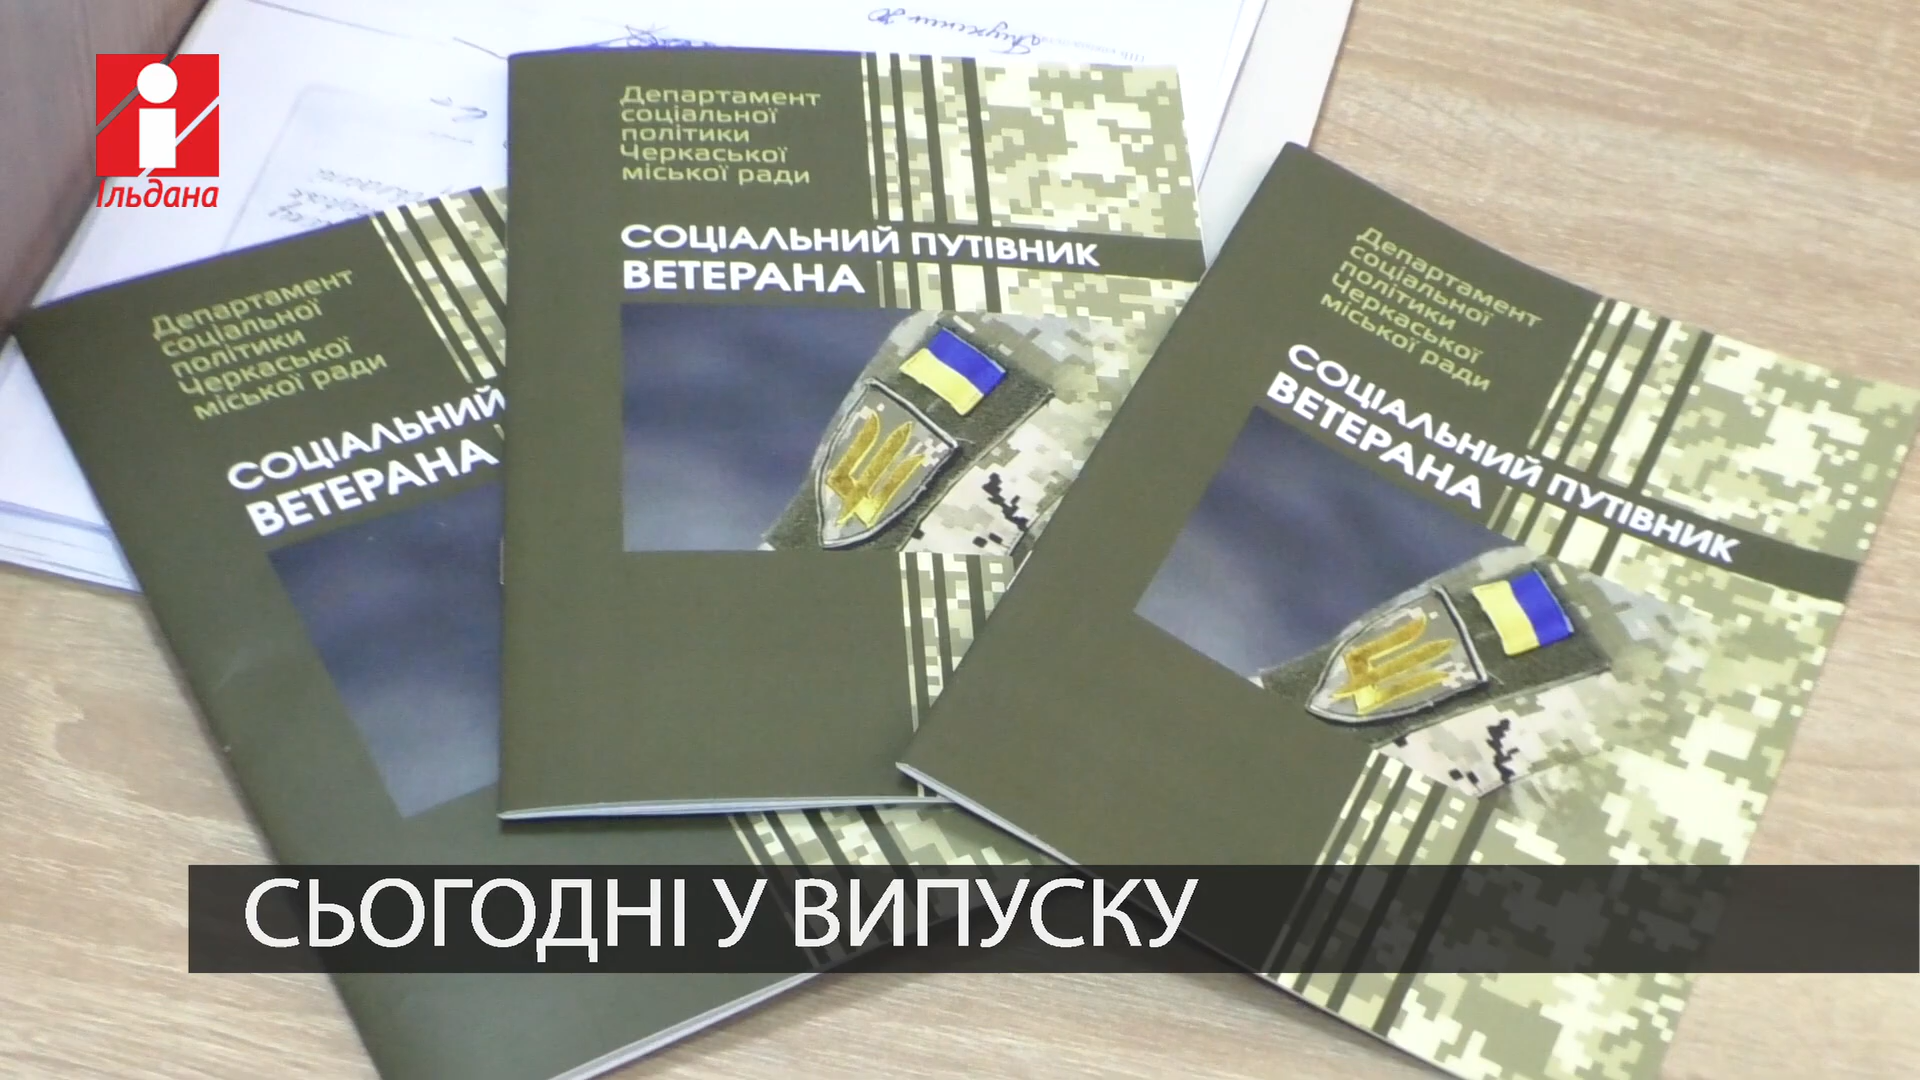 Ільдана
Департамент
соціальної
політики
Черкаської
міської ради
СОЦІАЛЬНИЙ
ВЕТЕРАНА
Департамент
соціальної
політики
Черкаської
міської ради
СОЦІАЛЬНИЙ ПУТІВНИК
ВЕТЕРАНА
Департамент
соціальної
політики
Черкаської
міської ради
СОЦІАЛЬНИЙ ПУТІВНИК
ВЕТЕРАНА
СЬОГОДНІ У ВИПУСКУ